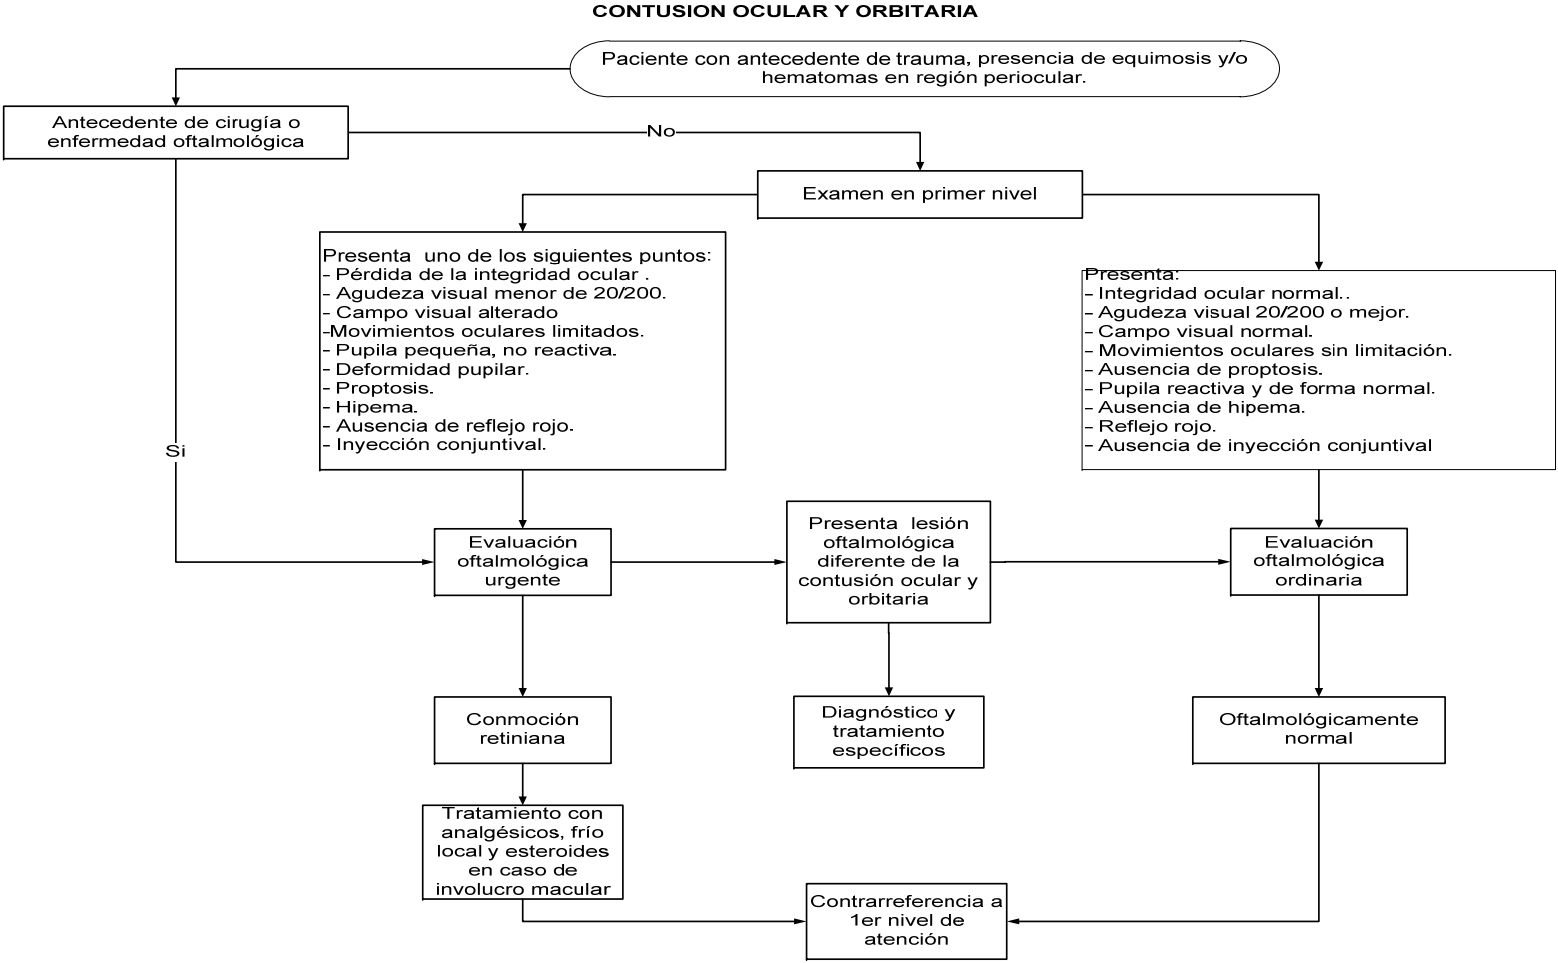 CONTUSION OCULAR Y ORBITARIA
Paciente con antecedente de trauma, presencia de equimosis y/o
hematomas en región periocular.
Antecedente de cirugía o
enfermedad oftalmológica
No
Examen en primer nivel
Presenta uno de los siguientes puntos:
- Pérdida de la integridad ocular .
- Agudeza visual menor de 20/200.
- Campo visual alterado
-Movimientos oculares limitados.
- Pupila pequeña, no reactiva.
- Deformidad pupilar.
- Proptosis.
- Hipema.
- Ausencia de reflejo rojo.
- Inyección conjuntival.
Presenta:
- Integridad ocular normal..
- Agudeza visual 20/200 o mejor.
- Campo visual normal.
- Movimientos oculares sin limitación.
- Ausencia de proptosis.
- Pupila reactiva y de forma normal.
- Ausencia de hipema.
- Reflejo rojo.
- Ausencia de inyección conjuntival
Si
Evaluación
oftalmológica
urgente
Presenta lesión
oftalmológica
diferente de la
contusión ocular y
orbitaria
Evaluación
oftalmológica
ordinaria
Conmoción
retiniana
Diagnóstico y
tratamiento
específicos
Oftalmológicamente
normal
Tratamiento con
analgésicos, frío
local y esteroides
en caso de
involucro macular
Contrarreferencia a
1er nivel de
atención